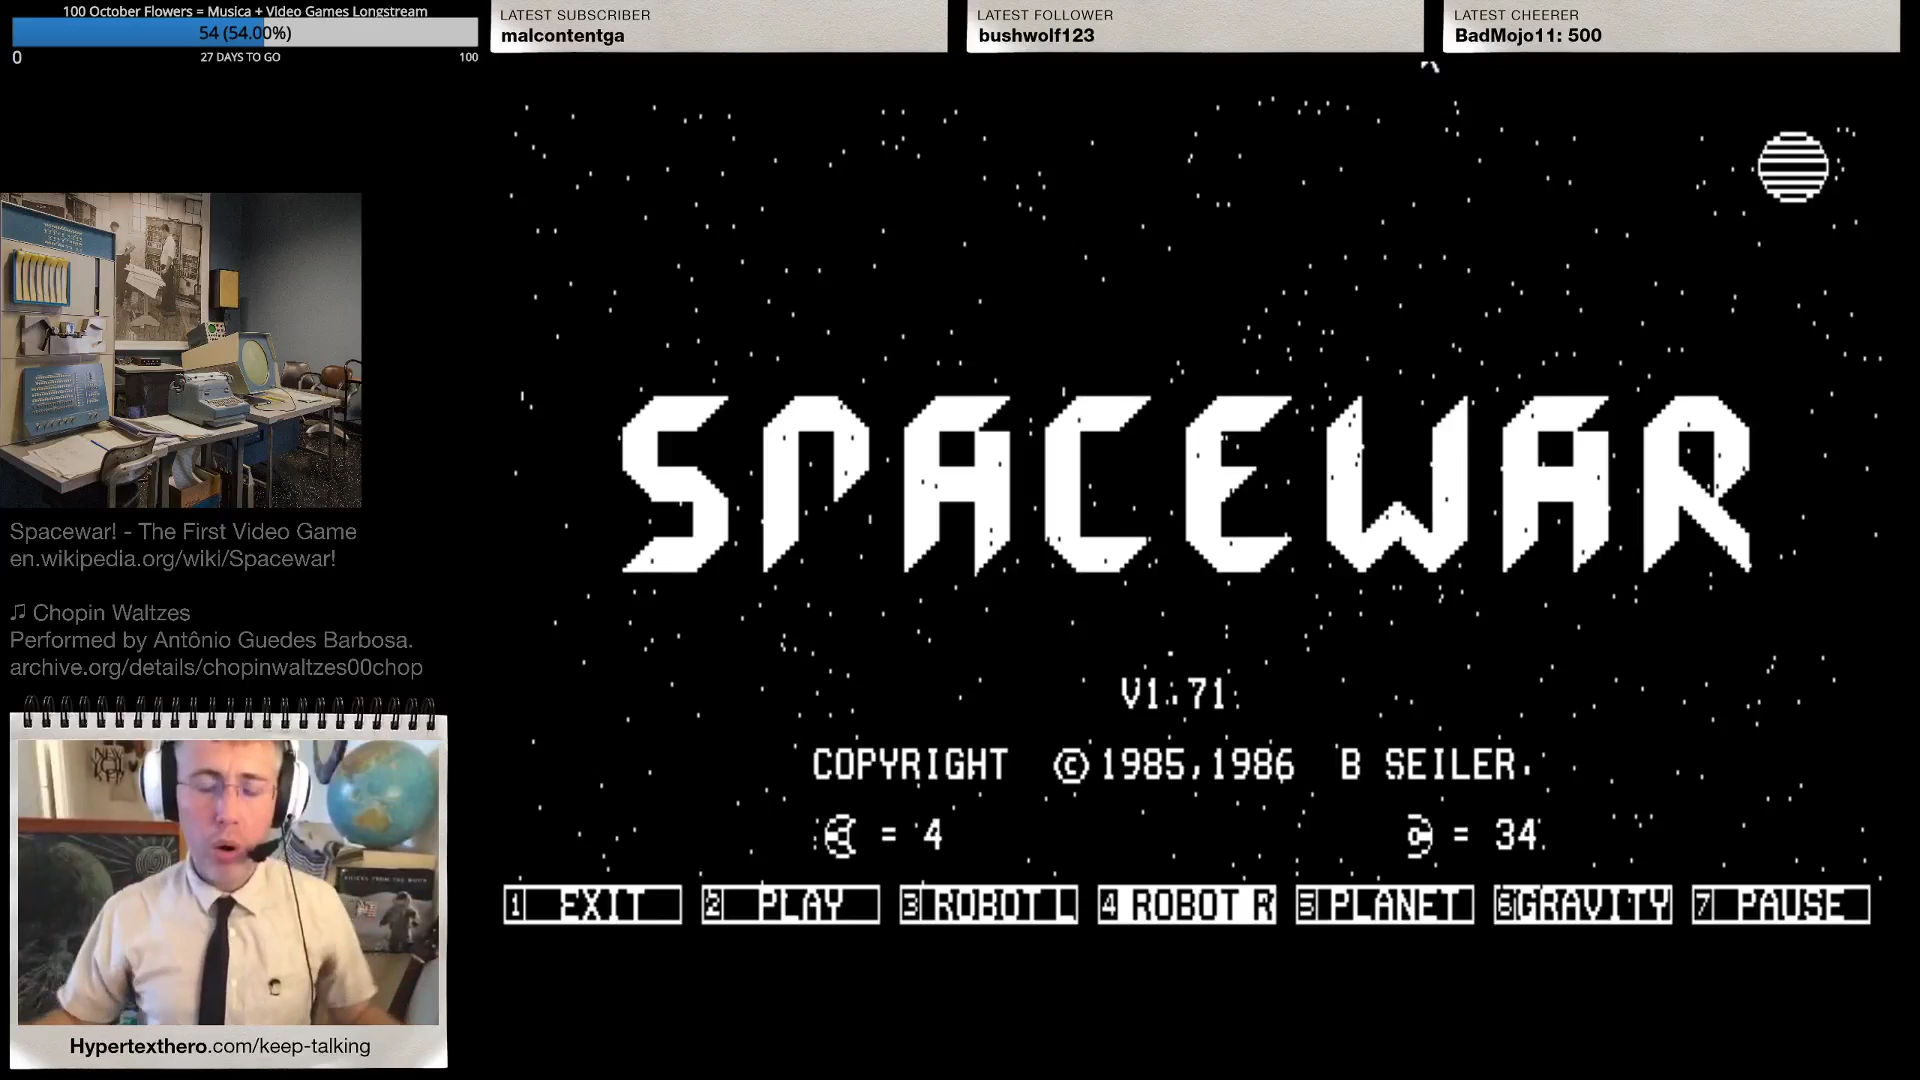 100 October Flowers = Musica + Video Games Longstream
54 (54.00%)
0 27 DAYS TO GO 100
LATEST SUBSCRIBER
malcontentga
LATEST FOLLOWER
bushwolf123
LATEST CHEERER
BadMojo11: 500
SPACEWAR
V1.71
COPYRIGHT ©1985,1986 B SEILER
= 4
= 34
1 EXIT 2 PLAY 3 ROBOT L 4 ROBOT R 5 PLANET 6 GRAVITY 7 PAUSE
Spacewar! - The First Video Game
en.wikipedia.org/wiki/Spacewar!
♫ Chopin Waltzes
Performed by Antônio Guedes Barbosa.
archive.org/details/chopinwaltzes00chop
Hypertexthero.com/keep-talking